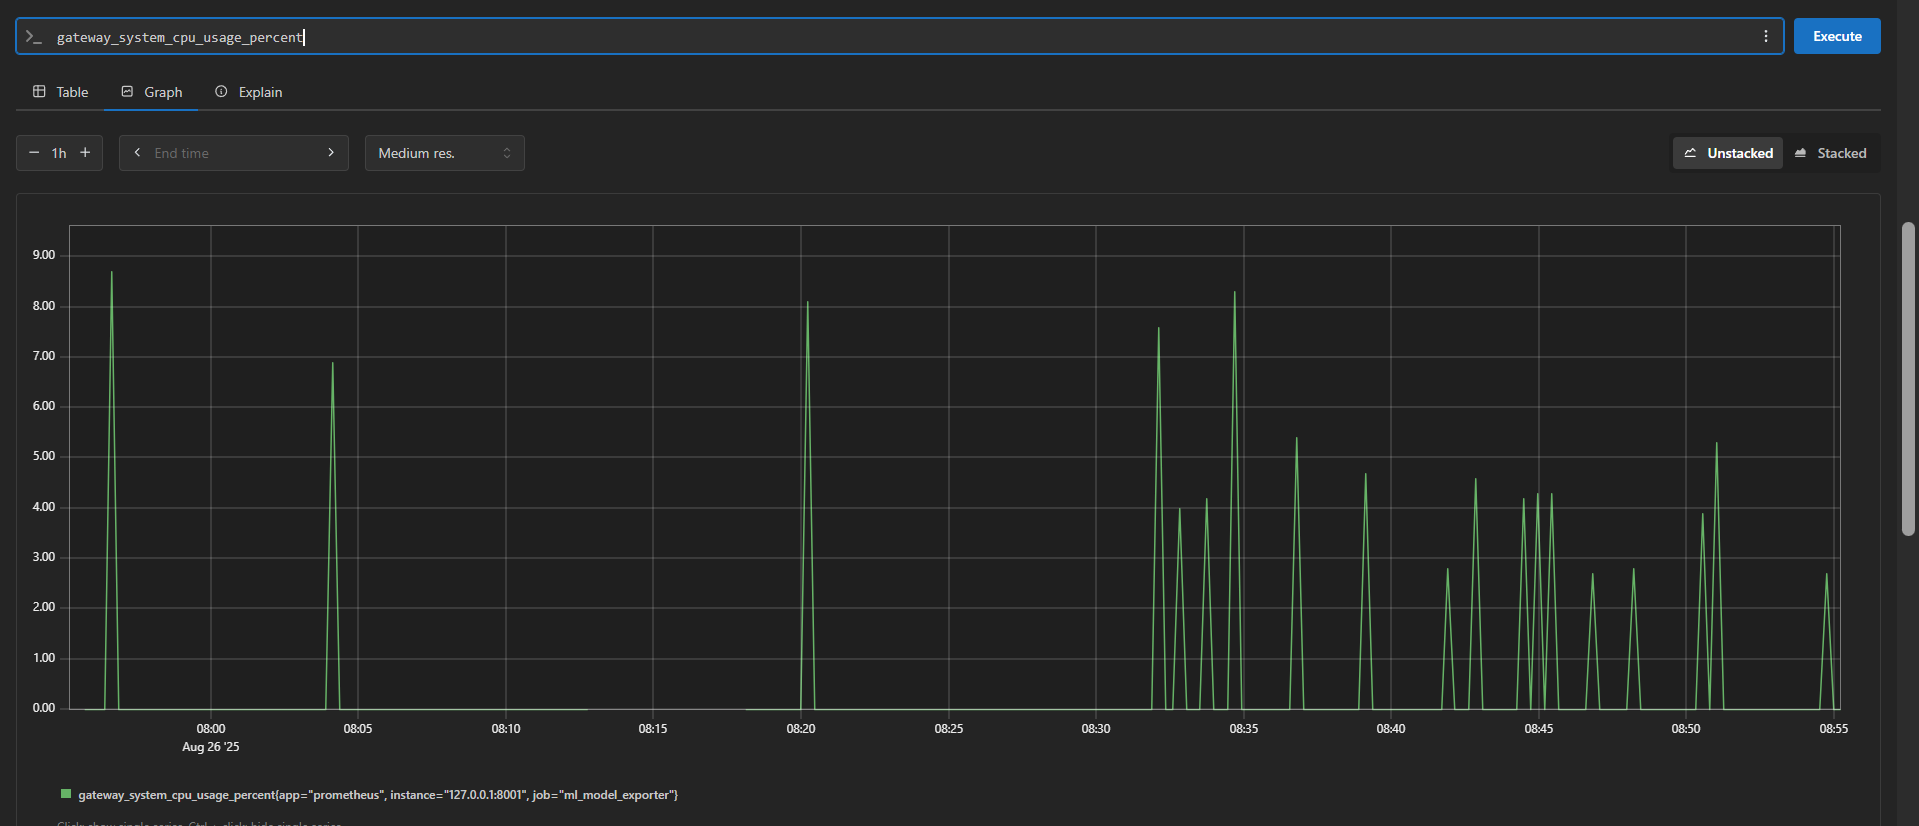 gateway_system_cpu_usage_percent
Execute
Table Graph Explain
1h End time Medium res. Unstacked Stacked
9.00
8.00
7.00
6.00
5.00
4.00
3.00
2.00
1.00
0.00
08:00 08:05 08:10 08:15 08:20 08:25 08:30 08:35 08:40 08:45 08:50 08:55
Aug 26 '25
gateway_system_cpu_usage_percent{app="prometheus", instance="127.0.0.1:8001", job="ml_model_exporter"}